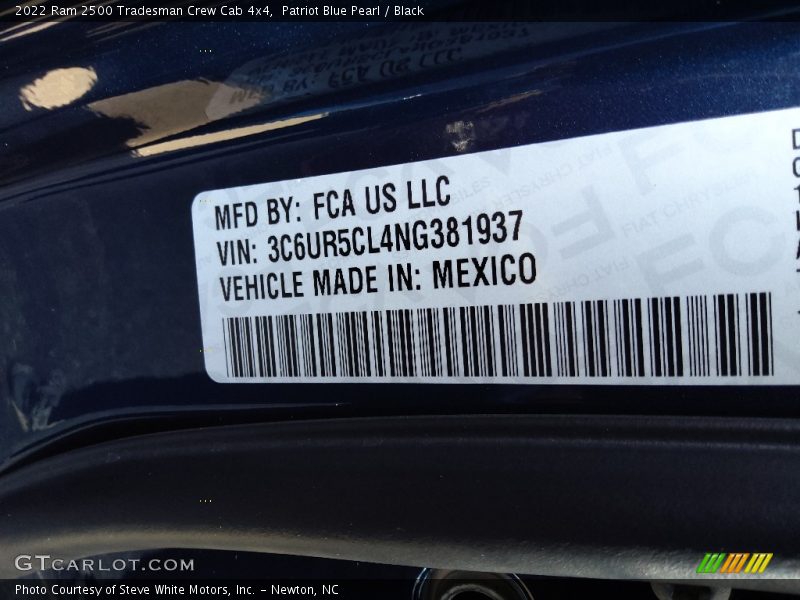 2022 Ram 2500 Tradesman Crew Cab 4x4, Patriot Blue Pearl / Black
MFD BY: FCA US LLC
VIN: 3C6UR5CL4NG381937
VEHICLE MADE IN: MEXICO
GTCARLOT.COM
Photo Courtesy of Steve White Motors, Inc. – Newton, NC